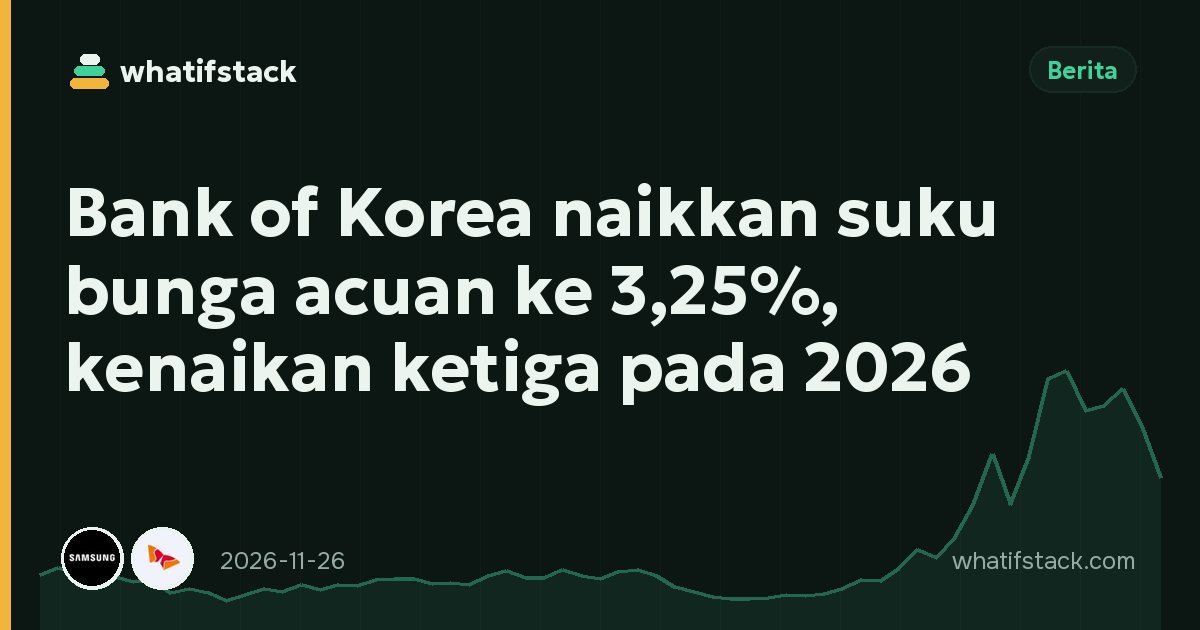 whatifstack
Berita
Bank of Korea naikkan suku
bunga acuan ke 3,25%,
kenaikan ketiga pada 2026
SAMSUNG
2026-11-26
whatifstack.com